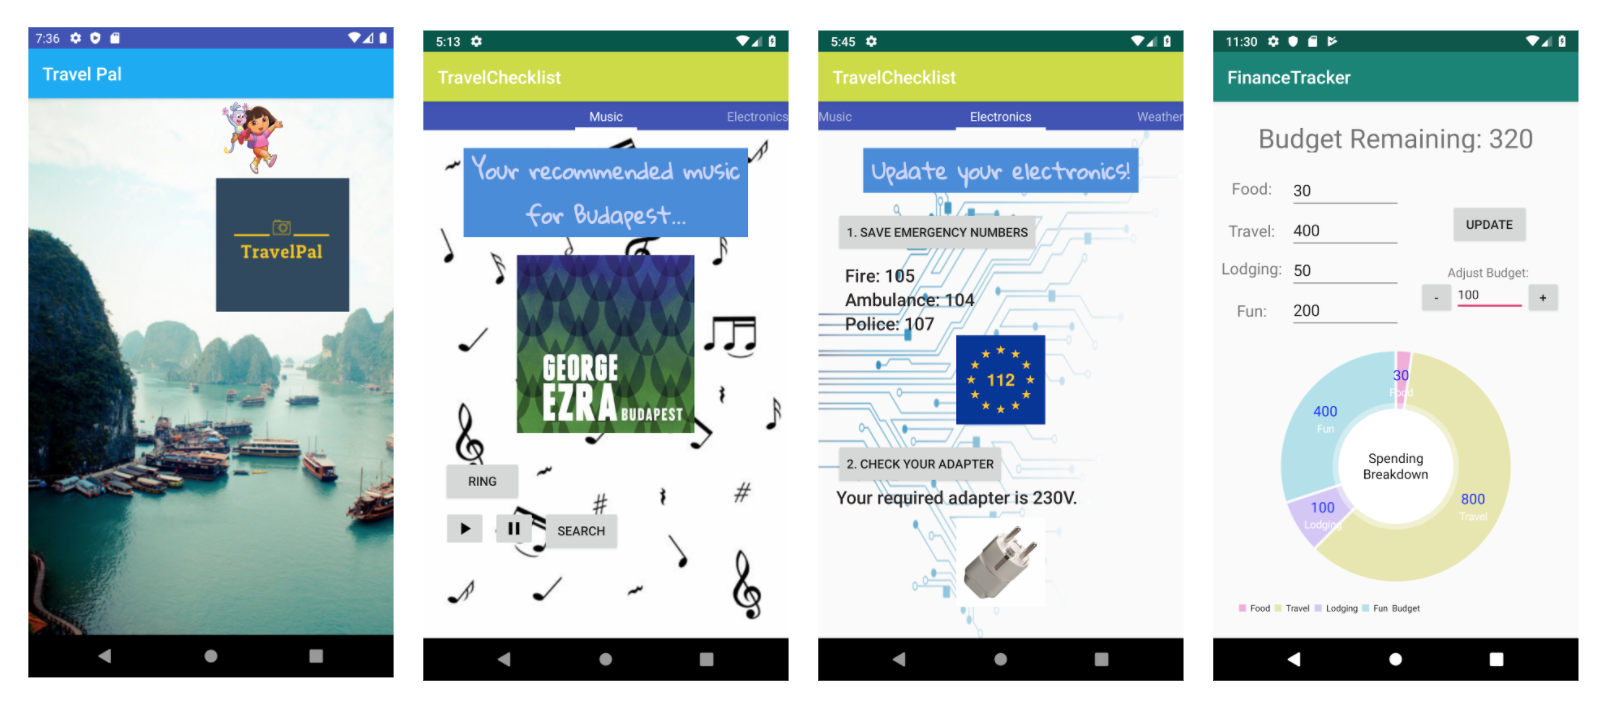 7:36
Travel Pal
TravelPal
5:13
TravelChecklist
Music
Electronics
Your recommended music
for Budapest...
GEORGE
EZRA BUDAPEST
RING
SEARCH
5:45
TravelChecklist
Music
Electronics
Weather
Update your electronics!
1. SAVE EMERGENCY NUMBERS
Fire: 105
Ambulance: 104
Police: 107
112
2. CHECK YOUR ADAPTER
Your required adapter is 230V.
11:30
FinanceTracker
Budget Remaining: 320
Food: 30
Travel: 400
UPDATE
Lodging: 50
Adjust Budget:
- 100 +
Fun: 200
30
Food
400
Fun
Spending
Breakdown
800
Travel
100
Lodging
Food Travel Lodging Fun Budget